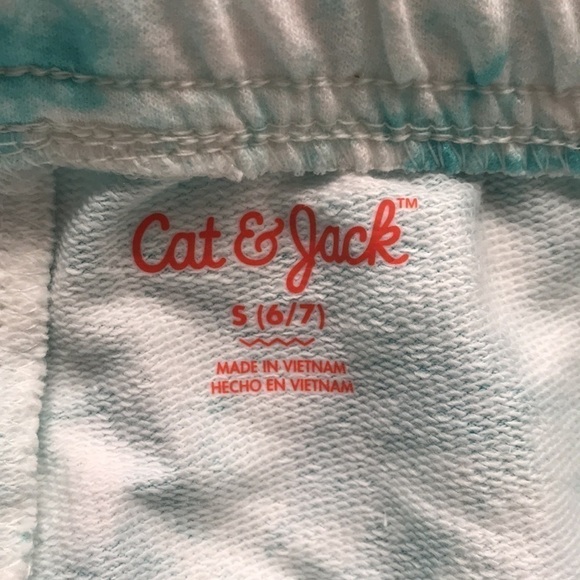 Cat & Jack™
S (6/7)
MADE IN VIETNAM
HECHO EN VIETNAM